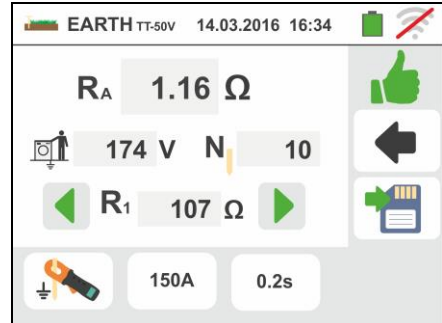 EARTH TT-50V 14.03.2016 16:34
RA 1.16 Ω
174 V N 10
R1 107 Ω
150A 0.2s